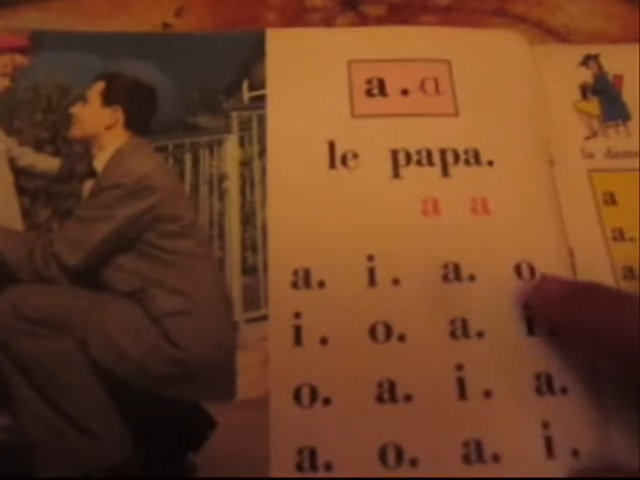 a . a
le papa.
a a
a. i. a. o.
i. o. a. i.
o. a. i. a.
a. o. a. i.
a
a.
a.